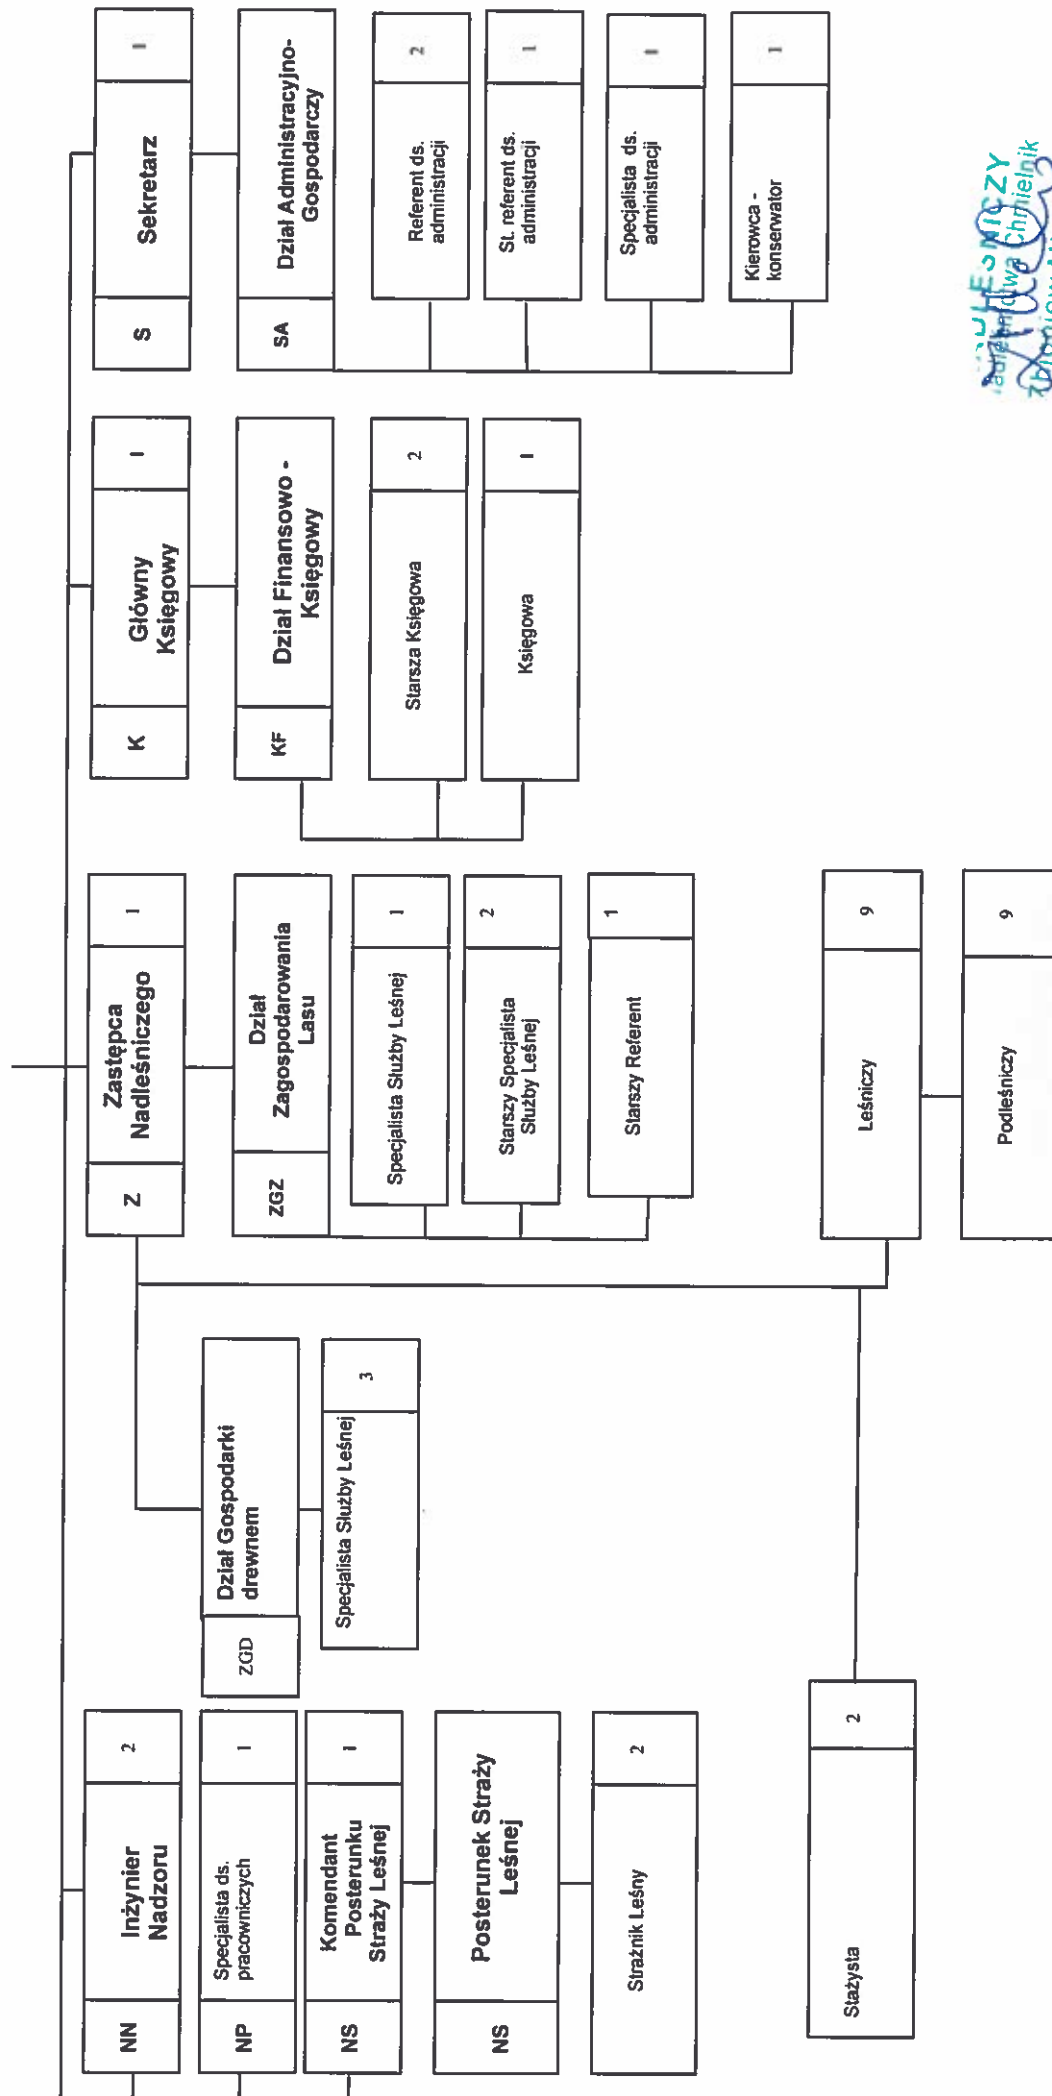 NN
Inżynier
Nadzoru
2
NP
Specjalista ds.
pracowniczych
1
NS
Komendant
Posterunku
Straży Leśnej
1
NS
Posterunek Straży
Leśnej
Strażnik Leśny
2
Stażysta
2
ZGD
Dział Gospodarki
drewnem
Specjalista Służby Leśnej
3
Z
Zastępca
Nadleśniczego
1
ZGZ
Dział
Zagospodarowania
Lasu
Specjalista Służby Leśnej
1
Starszy Specjalista
Służby Leśnej
2
Starszy Referent
1
Leśniczy
9
Podleśniczy
9
K
Główny
Księgowy
1
KF
Dział Finansowo -
Księgowy
Starsza Księgowa
2
Księgowa
1
S
Sekretarz
1
SA
Dział Administracyjno-
Gospodarczy
Referent ds.
administracji
2
St. referent ds.
administracji
1
Specjalista ds.
administracji
1
Kierowca -
konserwator
1
Chmielnik